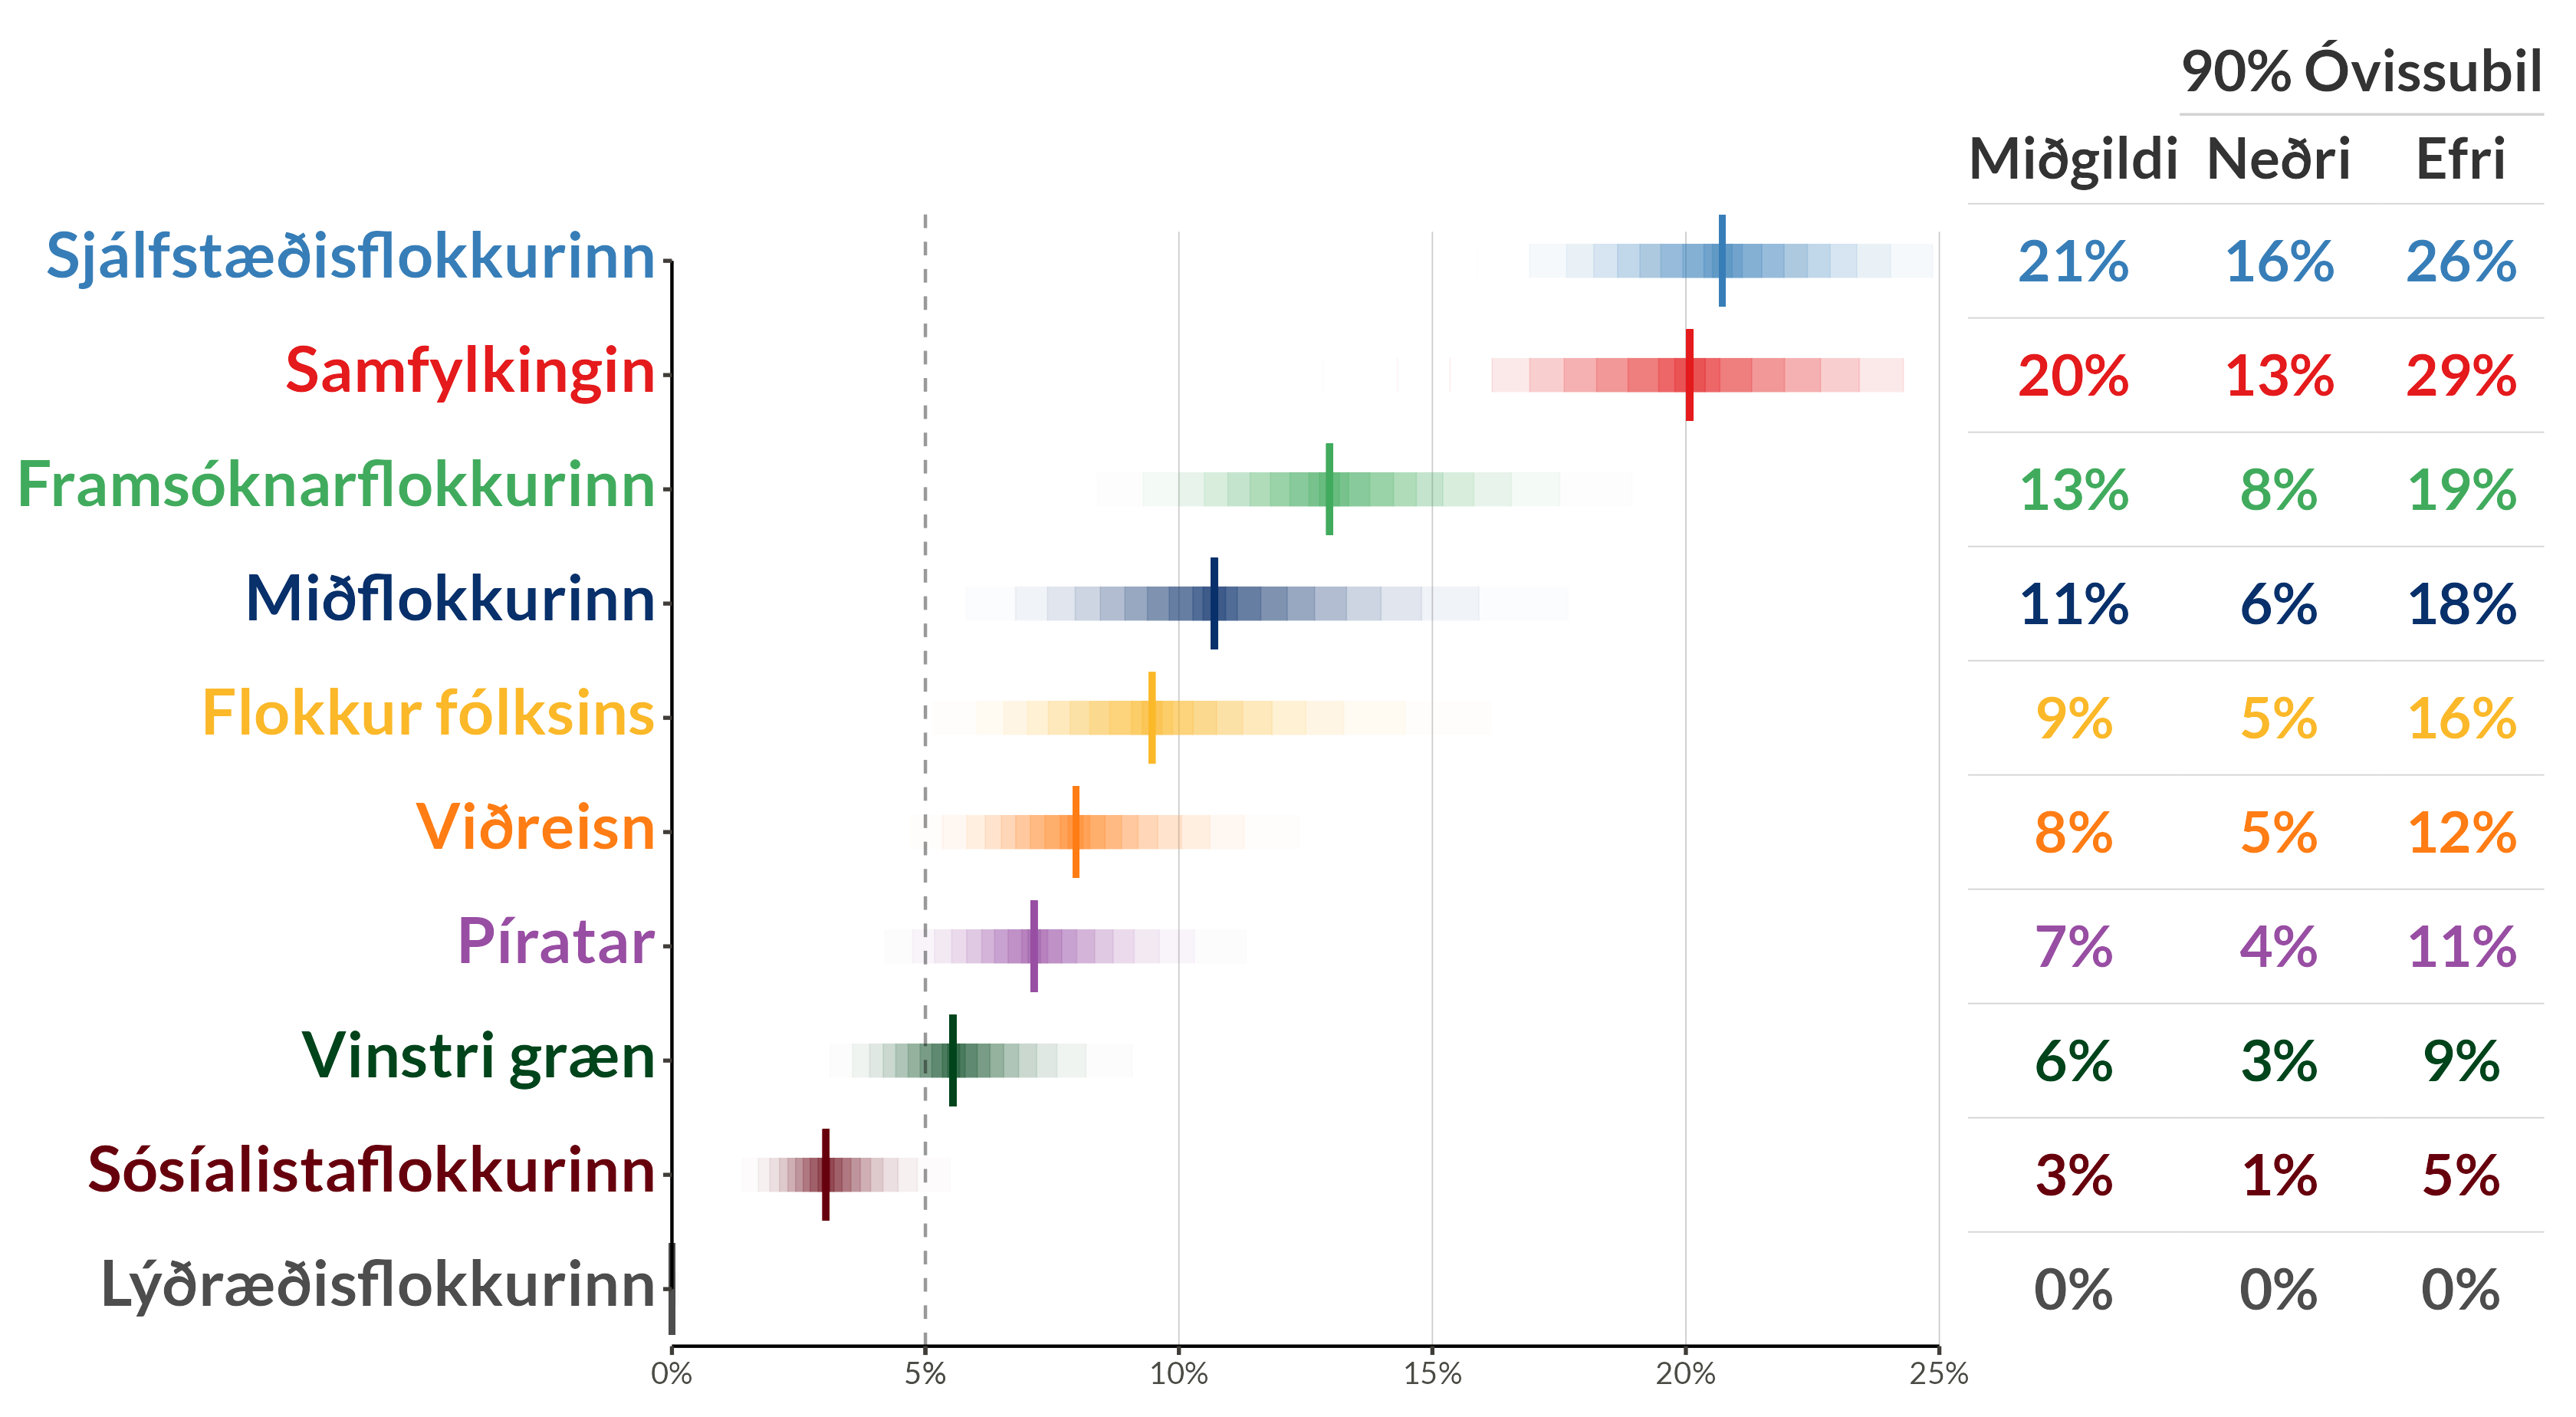 90% Óvissubil
Miðgildi Neðri Efri
Sjálfstæðisflokkurinn 21% 16% 26%
Samfylkingin 20% 13% 29%
Framsóknarflokkurinn 13% 8% 19%
Miðflokkurinn 11% 6% 18%
Flokkur fólksins 9% 5% 16%
Viðreisn 8% 5% 12%
Píratar 7% 4% 11%
Vinstri græn 6% 3% 9%
Sósíalistaflokkurinn 3% 1% 5%
Lýðræðisflokkurinn 0% 0% 0%
0% 5% 10% 15% 20% 25%